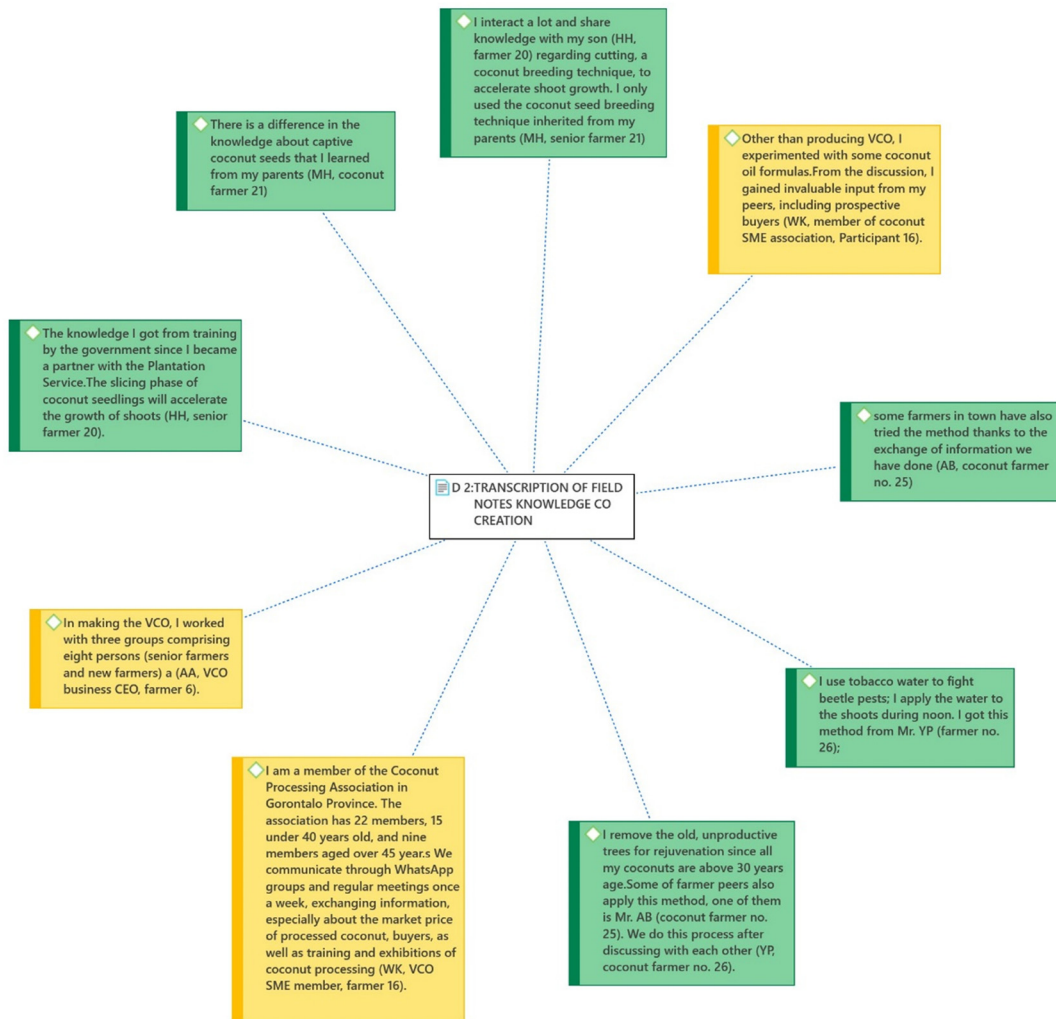 I interact a lot and share
knowledge with my son (HH,
farmer 20) regarding cutting, a
coconut breeding technique, to
accelerate shoot growth. I only
used the coconut seed breeding
technique inherited from my
parents (MH, senior farmer 21)
There is a difference in the
knowledge about captive
coconut seeds that I learned
from my parents (MH, coconut
farmer 21)
Other than producing VCO, I
experimented with some coconut
oil formulas.From the discussion, I
gained invaluable input from my
peers, including prospective
buyers (WK, member of coconut
SME association, Participant 16).
The knowledge I got from training
by the government since I became
a partner with the Plantation
Service.The slicing phase of
coconut seedlings will accelerate
the growth of shoots (HH, senior
farmer 20).
some farmers in town have also
tried the method thanks to the
exchange of information we
have done (AB, coconut farmer
no. 25)
D 2:TRANSCRIPTION OF FIELD
NOTES KNOWLEDGE CO
CREATION
In making the VCO, I worked
with three groups comprising
eight persons (senior farmers
and new farmers) a (AA, VCO
business CEO, farmer 6).
I use tobacco water to fight
beetle pests; I apply the water
to the shoots during noon. I got this
method from Mr. YP (farmer no.
26);
I am a member of the Coconut
Processing Association in
Gorontalo Province. The
association has 22 members, 15
under 40 years old, and nine
members aged over 45 year.s We
communicate through WhatsApp
groups and regular meetings once
a week, exchanging information,
especially about the market price
of processed coconut, buyers, as
well as training and exhibitions of
coconut processing (WK, VCO
SME member, farmer 16).
I remove the old, unproductive
trees for rejuvenation since all
my coconuts are above 30 years
age.Some of farmer peers also
apply this method, one of them
is Mr. AB (coconut farmer no.
25). We do this process after
discussing with each other (YP,
coconut farmer no. 26).